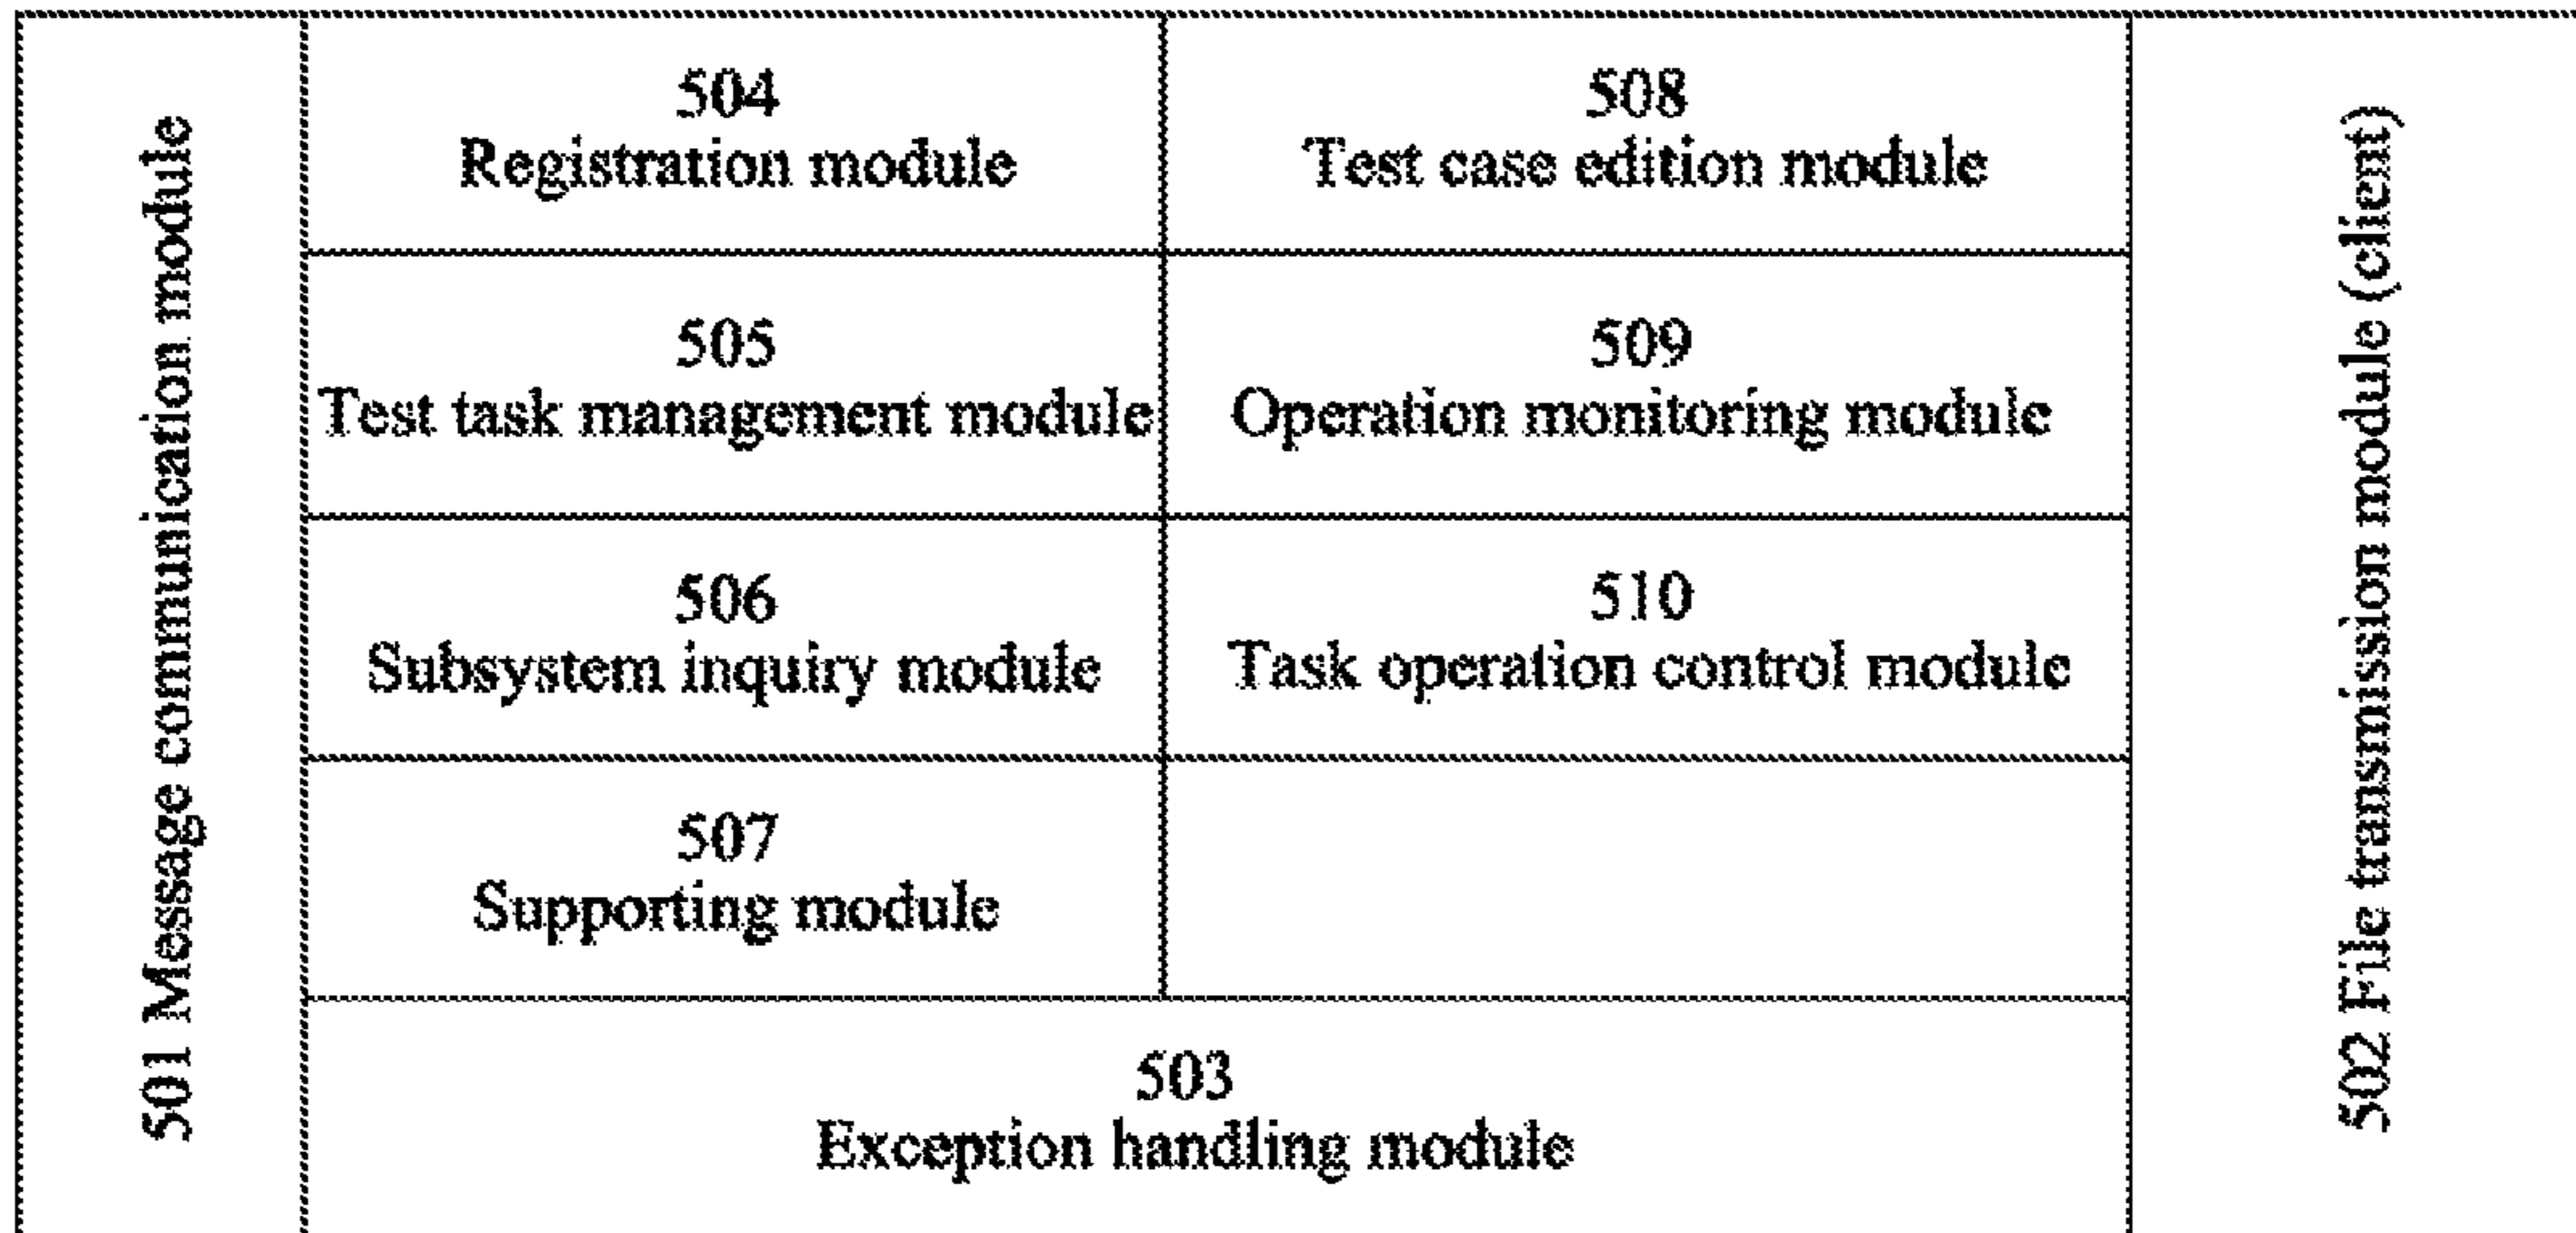 501 Message communication module
504
Registration module
508
Test case edition module
505
Test task management module
509
Operation monitoring module
506
Subsystem inquiry module
510
Task operation control module
507
Supporting module
503
Exception handling module
502 File transmission module (client)